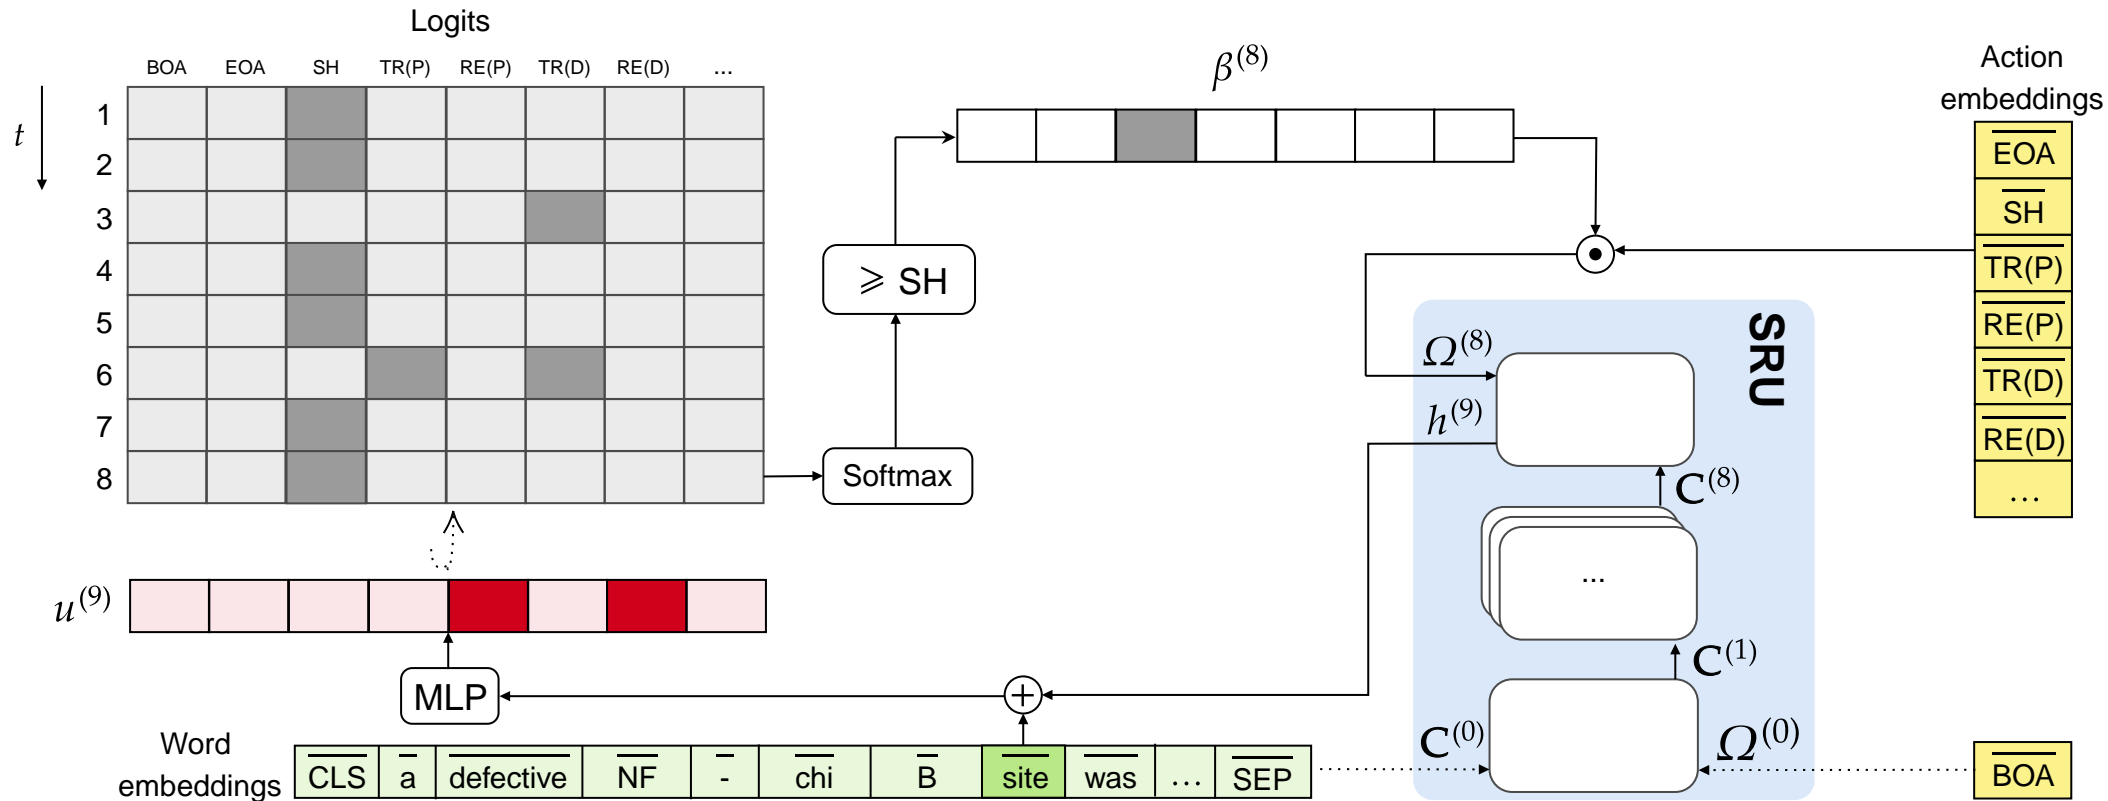 Logits
BOA EOA SH TR(P) RE(P) TR(D) RE(D) ...
t
1
2
3
4
5
6
7
8
β(8)
Action
embeddings
EOA
SH
TR(P)
RE(P)
TR(D)
RE(D)
...
⩾ SH
Softmax
SRU
Ω(8)
h(9)
C(8)
...
C(1)
C(0)
Ω(0)
BOA
u(9)
MLP
Word
embeddings
CLS a defective NF - chi B site was ... SEP